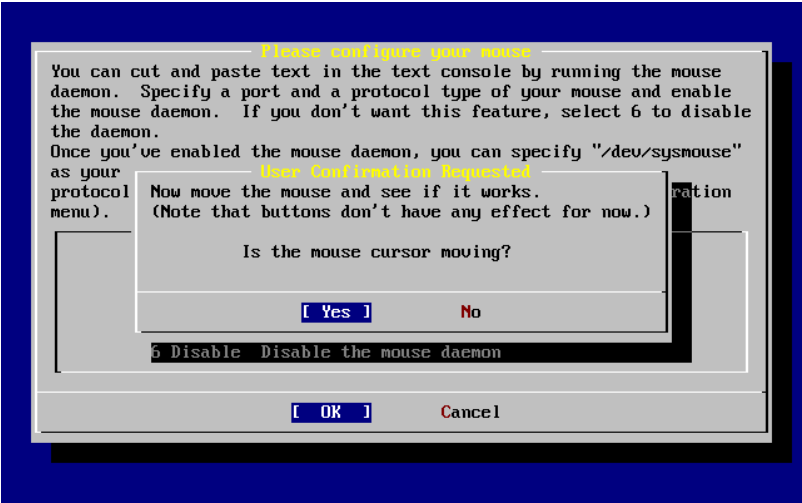 Please configure your mouse
You can cut and paste text in the text console by running the mouse
daemon.  Specify a port and a protocol type of your mouse and enable
the mouse daemon.  If you don't want this feature, select 6 to disable
the daemon.
Once you've enabled the mouse daemon, you can specify "/dev/sysmouse"
as your
protocol ration
menu).
User Confirmation Requested
Now move the mouse and see if it works.
(Note that buttons don't have any effect for now.)
Is the mouse cursor moving?
[ Yes ] No
6 Disable  Disable the mouse daemon
[ OK ] Cancel